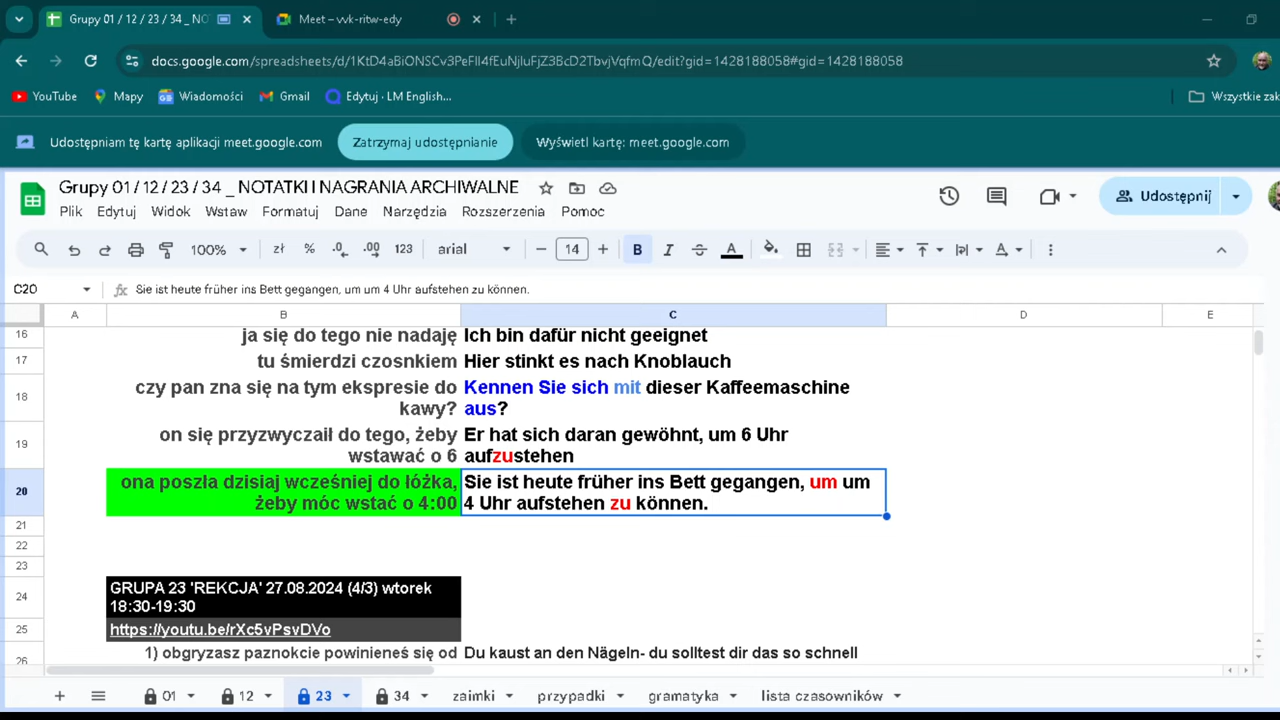 Grupy 01 / 12 / 23 / 34 _ NO
Meet – vvk-ritw-edy
docs.google.com/spreadsheets/d/1KtD4aBiONSCv3PeFlI4fEuNjluFjZ3BcD2TbvjVqfmQ/edit?gid=1428188058#gid=1428188058
YouTube Mapy Wiadomości Gmail Edytuj · LM English... Wszystkie zak
Udostępniam tę kartę aplikacji meet.google.com Zatrzymaj udostępnianie Wyświetl kartę: meet.google.com
Grupy 01 / 12 / 23 / 34 _ NOTATKI I NAGRANIA ARCHIWALNE
Udostępnij
Plik Edytuj Widok Wstaw Formatuj Dane Narzędzia Rozszerzenia Pomoc
100% zł % .0 .00 123 arial 14 B I A
C20 fx Sie ist heute früher ins Bett gegangen, um um 4 Uhr aufstehen zu können.
A B C D E
16 ja się do tego nie nadaję Ich bin dafür nicht geeignet
17 tu śmierdzi czosnkiem Hier stinkt es nach Knoblauch
18 czy pan zna się na tym ekspresie do Kennen Sie sich mit dieser Kaffeemaschine
kawy? aus?
19 on się przyzwyczaił do tego, żeby Er hat sich daran gewöhnt, um 6 Uhr
wstawać o 6 aufzustehen
20 ona poszła dzisiaj wcześniej do łóżka, Sie ist heute früher ins Bett gegangen, um um
żeby móc wstać o 4:00 4 Uhr aufstehen zu können.
21
22
23
24 GRUPA 23 'REKCJA' 27.08.2024 (4/3) wtorek
18:30-19:30
25 https://youtu.be/rXc5vPsvDVo
26 1) obgryzasz paznokcie powinieneś się od Du kaust an den Nägeln- du solltest dir das so schnell
01 12 23 34 zaimki przypadki gramatyka lista czasowników